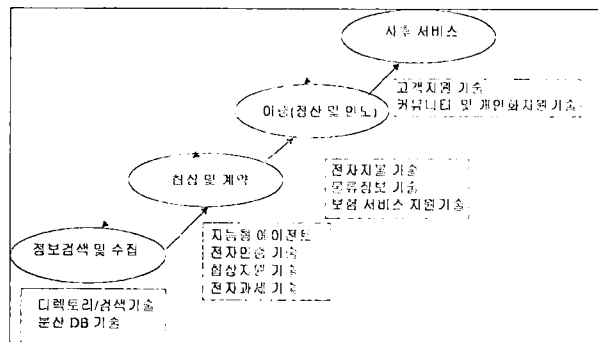 사후 서비스
고객지원 기술
커뮤니티 및 개인화지원기술
이행(정산 및 인도)
전자지불 기술
물류정보 기술
보험 서비스 지원기술
협상 및 계약
지능형 에이전트
전자인증 기술
협상지원 기술
전자과세 기술
정보검색 및 수집
디렉토리/검색기술
분산 DB 기술